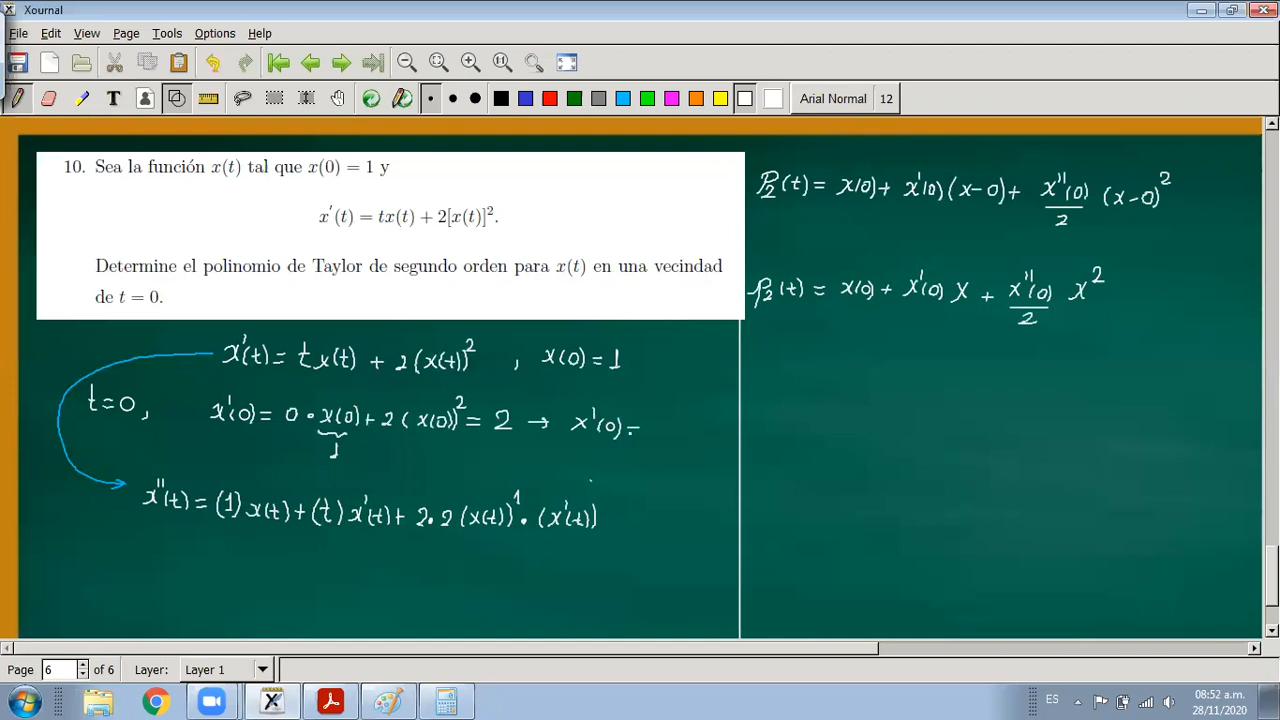 Xournal
File Edit View Page Tools Options Help
Arial Normal 12
10. Sea la función x(t) tal que x(0) = 1 y
x'(t) = tx(t) + 2[x(t)]².
Determine el polinomio de Taylor de segundo orden para x(t) en una vecindad
de t = 0.
x'(t) = t x(t) + 2 (x(t))² , x(0) = 1
t=0, x'(0) = 0 • x(0) + 2 (x(0))² = 2 → x'(0) =
1
x''(t) = (1) x(t) + (t) x'(t) + 2•2 (x(t))¹ • (x'(t))
P₂(t) = x(0) + x'(0) (x-0) + x''(0)/2 (x-0)²
P₂(t) = x(0) + x'(0) x + x''(0)/2 x²
Page 6 of 6 Layer: Layer 1
ES 08:52 a.m.
28/11/2020